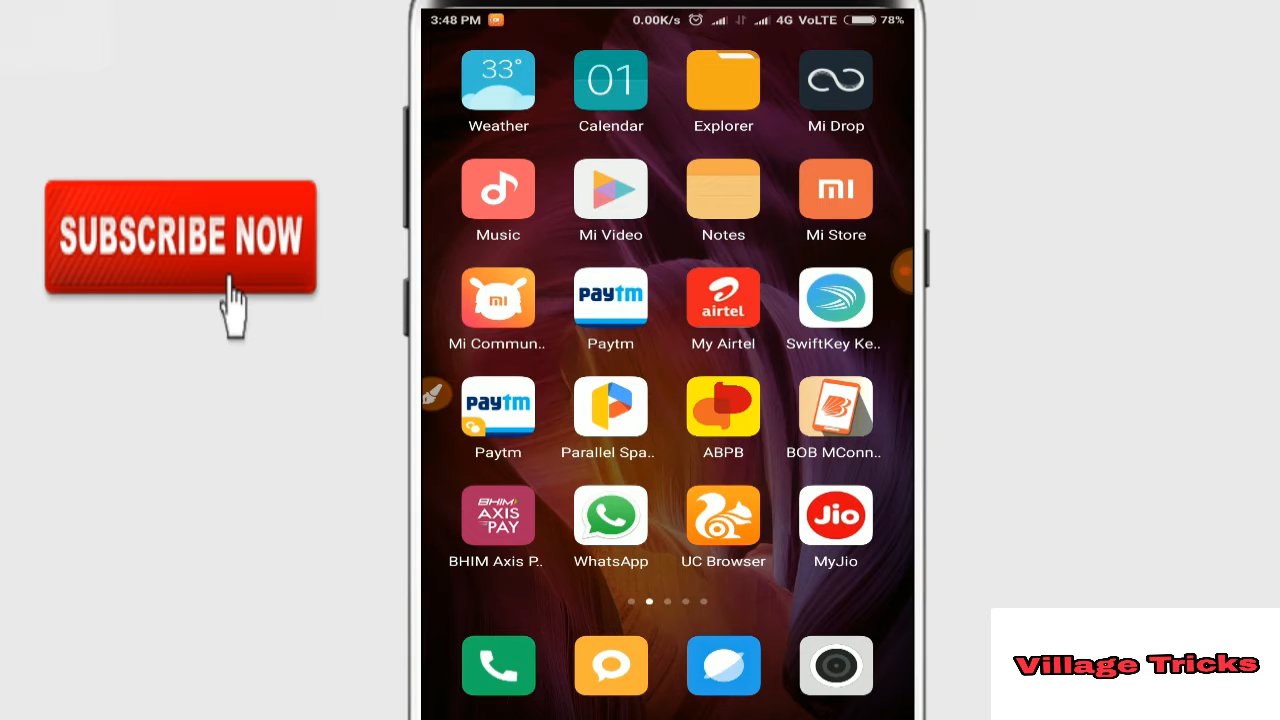 3:48 PM 0.00K/s 4G VoLTE 78%
33° 01
Weather Calendar Explorer Mi Drop
mi
Music Mi Video Notes Mi Store
SUBSCRIBE NOW
mi Paytm airtel
Mi Commun.. Paytm My Airtel SwiftKey Ke..
Paytm
Paytm Parallel Spa.. ABPB BOB MConn..
BHIM AXIS PAY Jio
BHIM Axis P.. WhatsApp UC Browser MyJio
Village Tricks